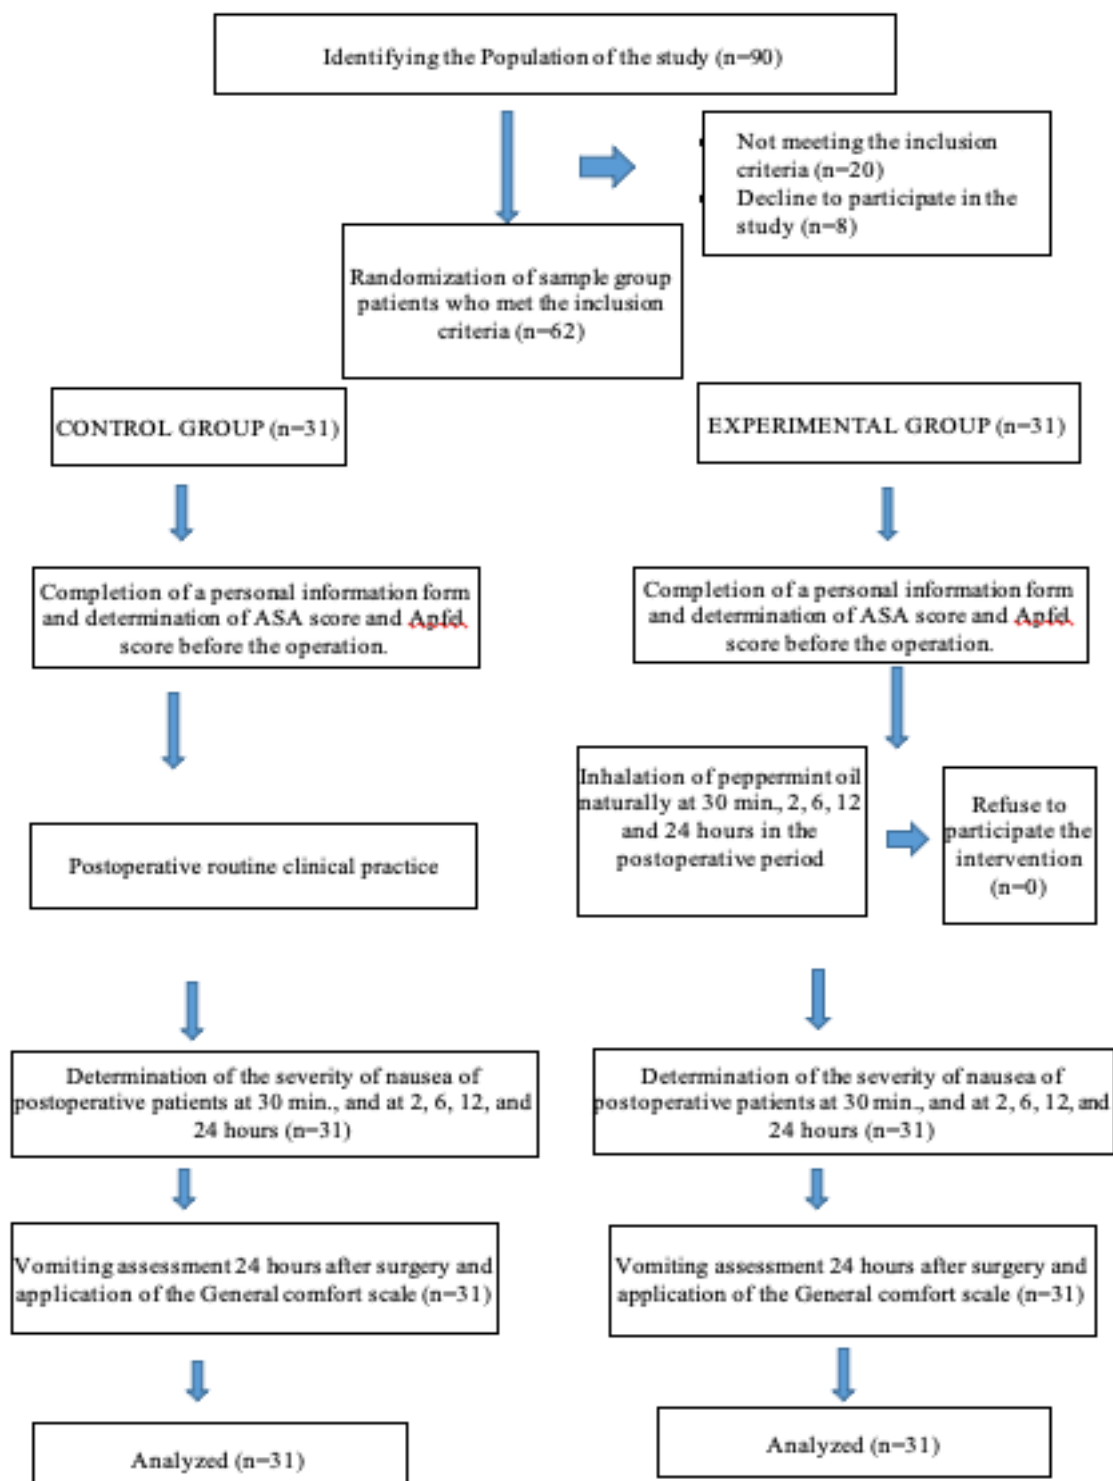 Identifying the Population of the study (n=90)
Not meeting the inclusion
criteria (n=20)
Decline to participate in the
study (n=8)
Randomization of sample group
patients who met the inclusion
criteria (n=62)
CONTROL GROUP (n=31)
EXPERIMENTAL GROUP (n=31)
Completion of a personal information form
and determination of ASA score and Apfel
score before the operation.
Completion of a personal information form
and determination of ASA score and Apfel
score before the operation.
Postoperative routine clinical practice
Inhalation of peppermint oil
naturally at 30 min., 2, 6, 12
and 24 hours in the
postoperative period
Refuse to
participate the
intervention
(n=0)
Determination of the severity of nausea of
postoperative patients at 30 min., and at 2, 6, 12, and
24 hours (n=31)
Determination of the severity of nausea of
postoperative patients at 30 min., and at 2, 6, 12, and
24 hours (n=31)
Vomiting assessment 24 hours after surgery and
application of the General comfort scale (n=31)
Vomiting assessment 24 hours after surgery and
application of the General comfort scale (n=31)
Analyzed (n=31)
Analyzed (n=31)